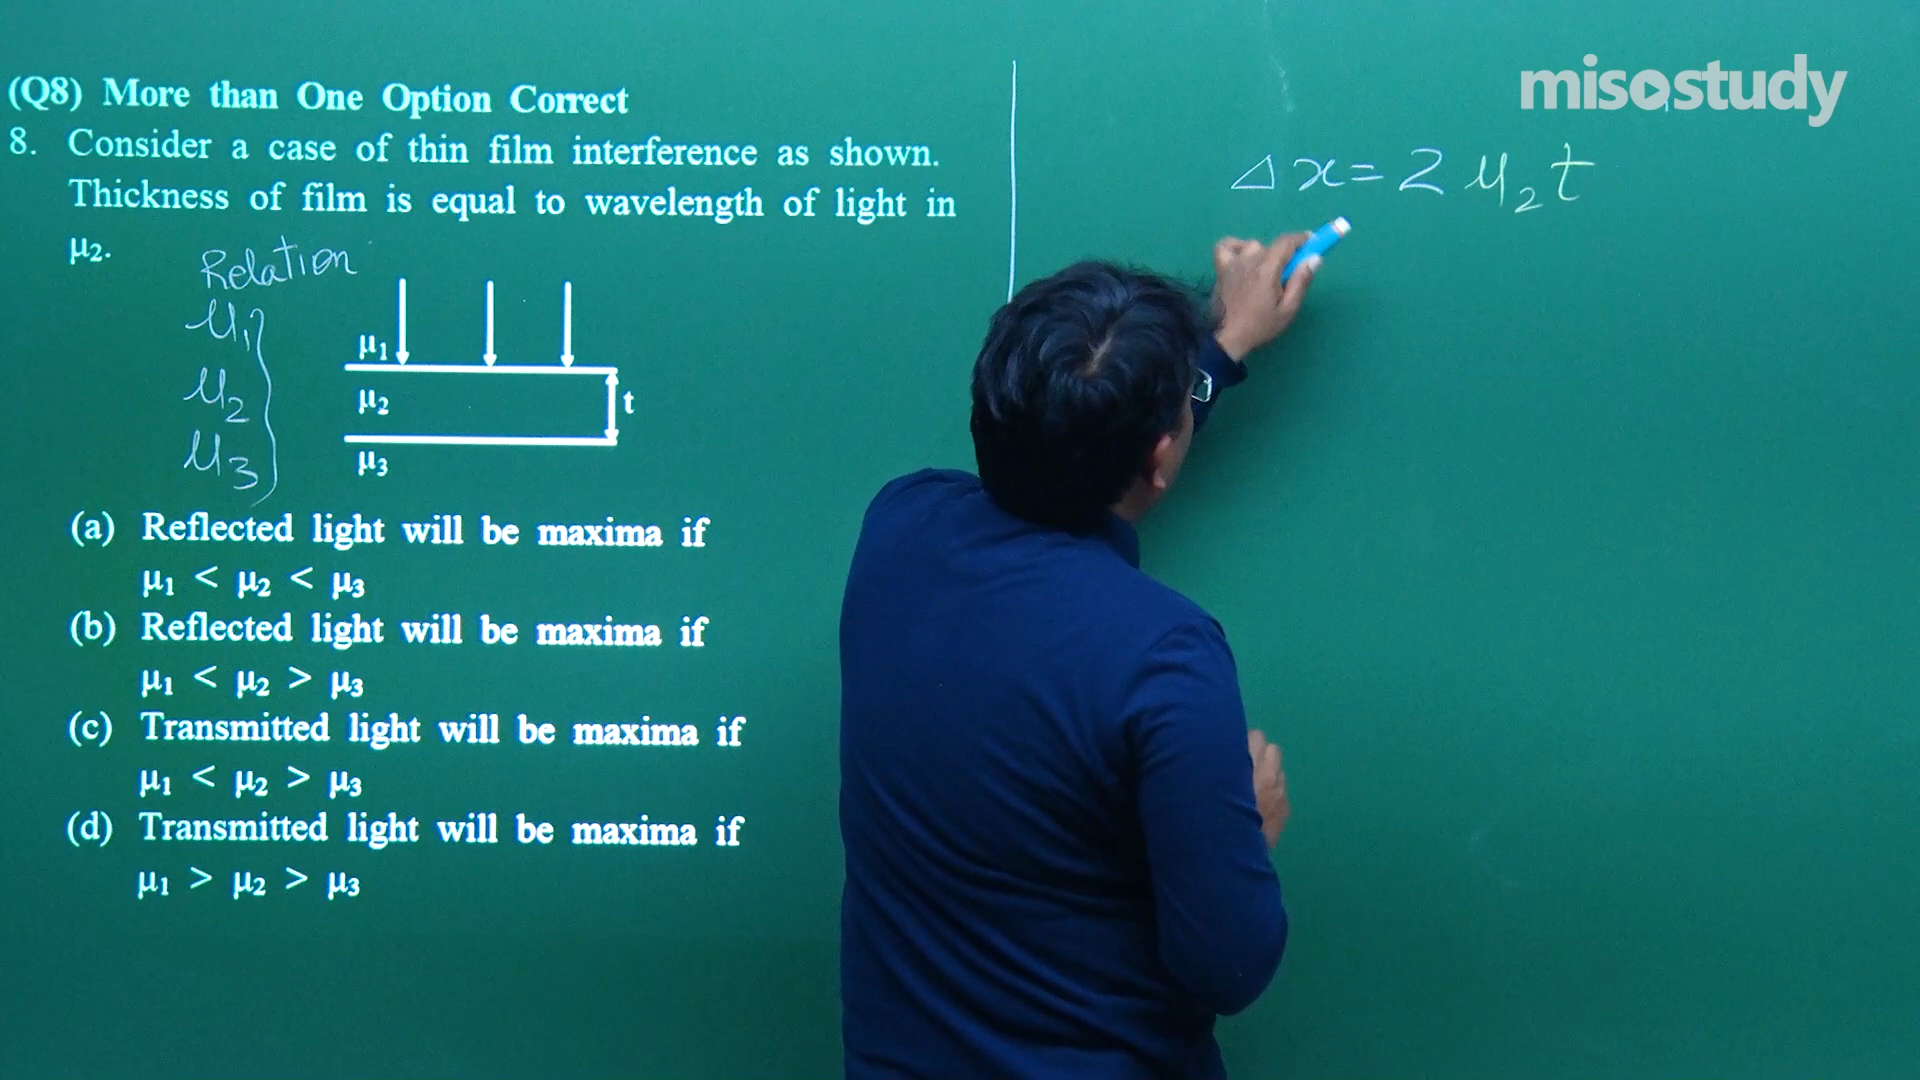 (Q8) More than One Option Correct
8. Consider a case of thin film interference as shown.
Thickness of film is equal to wavelength of light in
μ₂.
Relation
μ₁
μ₂
μ₃
μ₁
μ₂
t
μ₃
(a) Reflected light will be maxima if
μ₁ < μ₂ < μ₃
(b) Reflected light will be maxima if
μ₁ < μ₂ > μ₃
(c) Transmitted light will be maxima if
μ₁ < μ₂ > μ₃
(d) Transmitted light will be maxima if
μ₁ > μ₂ > μ₃
misostudy
Δx = 2 μ₂ t